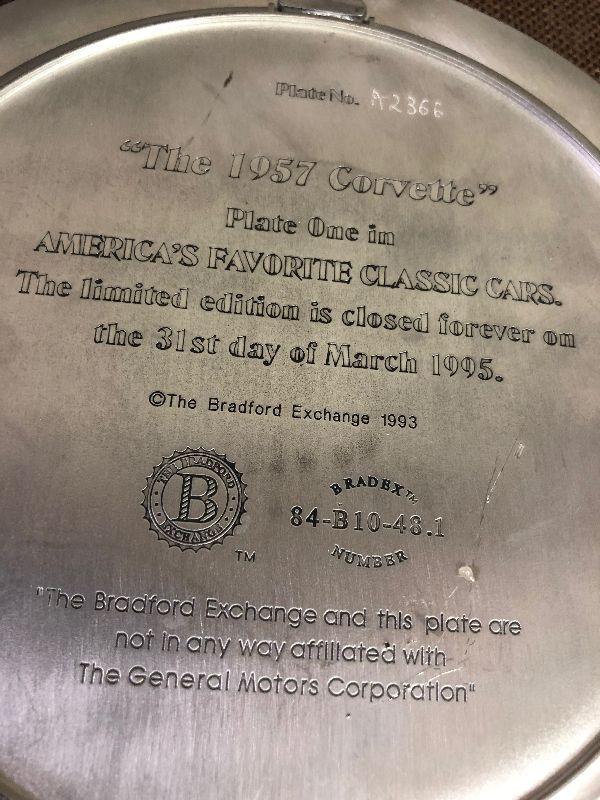 Plate No. A2366
“The 1957 Corvette”
Plate One in
AMERICA'S FAVORITE CLASSIC CARS.
The limited edition is closed forever on
the 31st day of March 1995.
©The Bradford Exchange 1993
THE BRADFORD
B
EXCHANGE
TM
BRADEX™
84-B10-48.1
NUMBER
"The Bradford Exchange and this plate are
not in any way affiliated with
The General Motors Corporation"